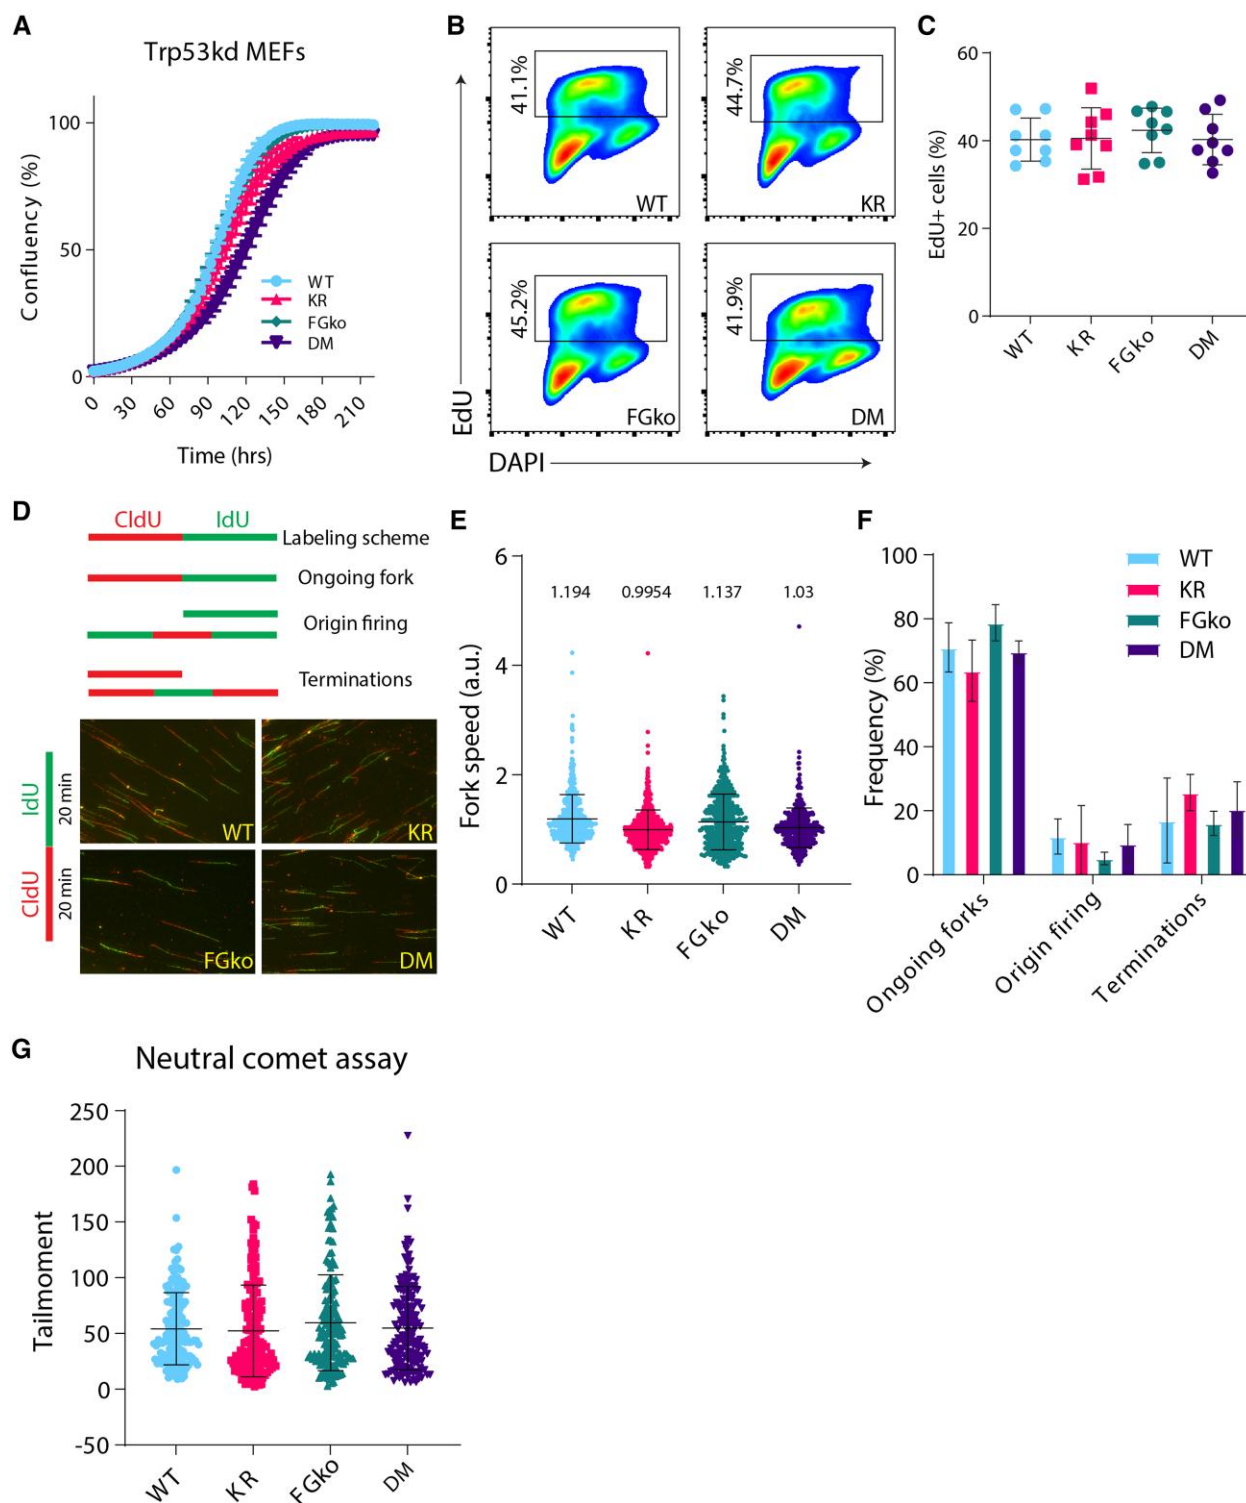 A
Trp53kd MEFs
Confluency (%)
100
50
0
WT
KR
FGko
DM
0 30 60 90 120 150 180 210
Time (hrs)
B
41.1%
WT
44.7%
KR
45.2%
FGko
41.9%
DM
EdU
DAPI
C
EdU+ cells (%)
60
40
20
0
WT KR FGko DM
D
CldU IdU
Labeling scheme
Ongoing fork
Origin firing
Terminations
IdU
20 min
CldU
20 min
WT
KR
FGko
DM
E
Fork speed (a.u.)
6
4
2
0
1.194 0.9954 1.137 1.03
WT KR FGko DM
F
Frequency (%)
100
80
60
40
20
0
WT
KR
FGko
DM
Ongoing forks
Origin firing
Terminations
G
Neutral comet assay
Tailmoment
250
200
150
100
50
0
-50
WT KR FGko DM